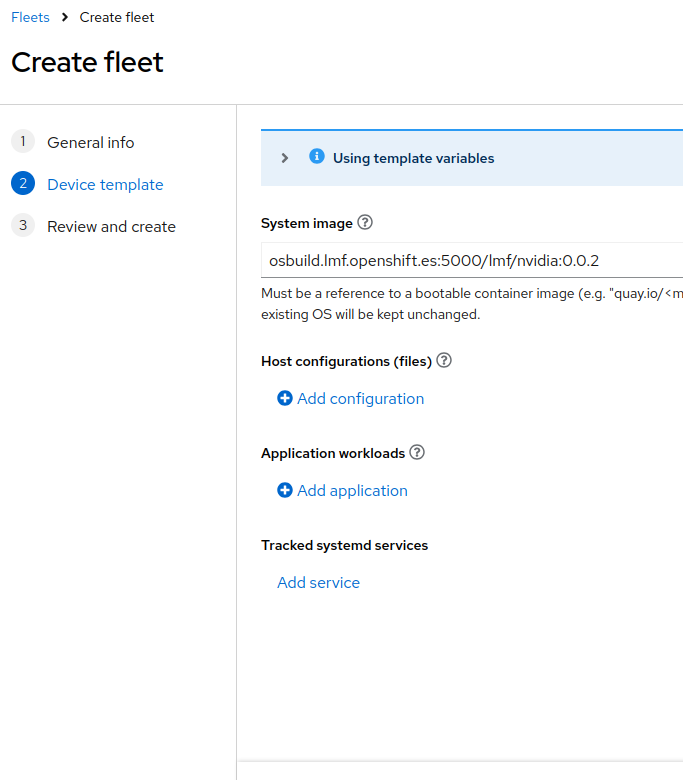 Fleets > Create fleet
Create fleet
1 General info
2 Device template
3 Review and create
Using template variables
System image
osbuild.lmf.openshift.es:5000/lmf/nvidia:0.0.2
Must be a reference to a bootable container image (e.g. "quay.io/<m
existing OS will be kept unchanged.
Host configurations (files)
Add configuration
Application workloads
Add application
Tracked systemd services
Add service